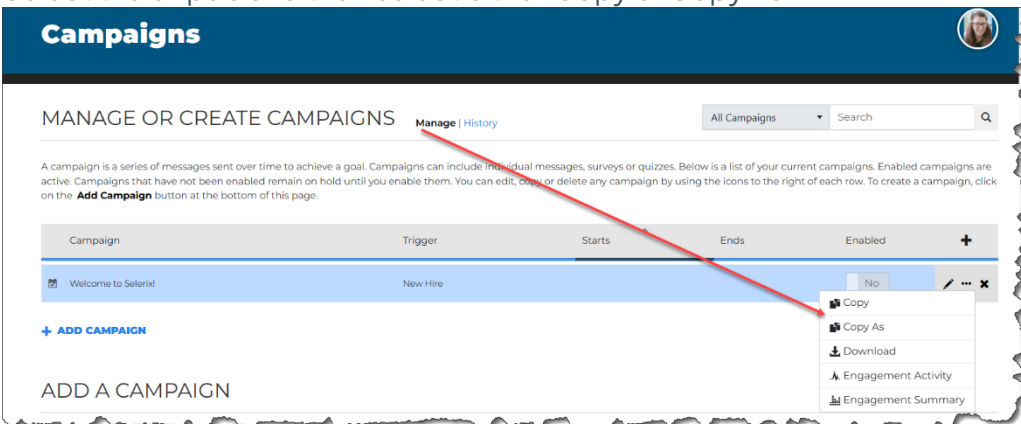 Campaigns
MANAGE OR CREATE CAMPAIGNS Manage | History All Campaigns Search
A campaign is a series of messages sent over time to achieve a goal. Campaigns can include individual messages, surveys or quizzes. Below is a list of your current campaigns. Enabled campaigns are
active. Campaigns that have not been enabled remain on hold until you enable them. You can edit, copy or delete any campaign by using the icons to the right of each row. To create a campaign, click
on the Add Campaign button at the bottom of this page.
Campaign Trigger Starts Ends Enabled +
Welcome to Selerix! New Hire No
Copy
+ ADD CAMPAIGN
Copy As
Download
Engagement Activity
ADD A CAMPAIGN
Engagement Summary